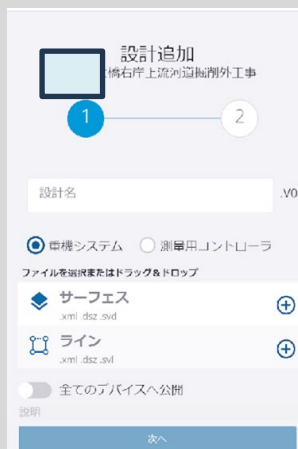 設計追加
橋右岸上流河道掘削外工事
1
2
設計名
.V0
重機システム
測量用コントローラ
ファイルを選択またはドラッグ&ドロップ
サーフェス
.xml .dsz .svd
ライン
.xml .dsz .svl
全てのデバイスへ公開
説明
次へ